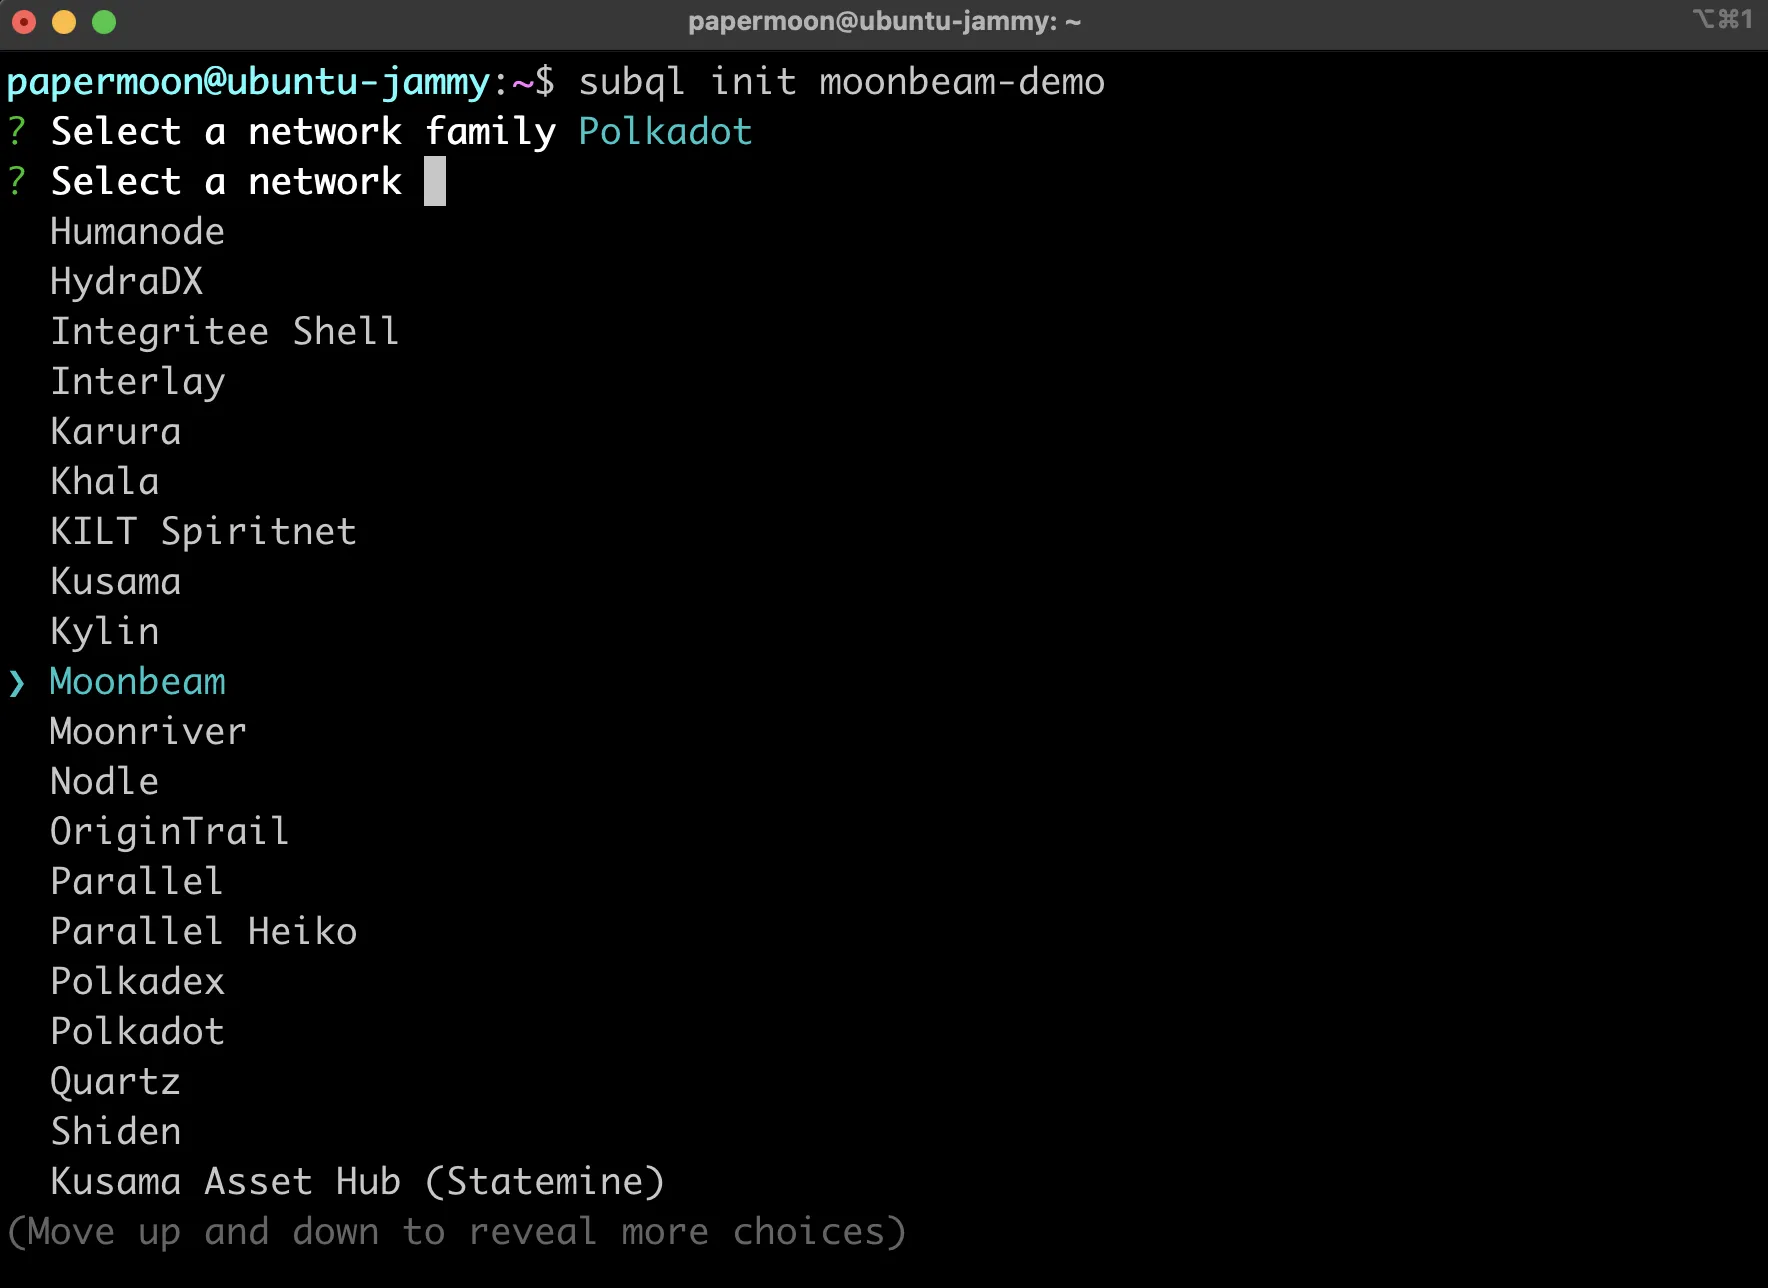 papermoon@ubuntu-jammy: ~
⌥⌘1
papermoon@ubuntu-jammy:~$ subql init moonbeam-demo
? Select a network family Polkadot
? Select a network
Humanode
HydraDX
Integritee Shell
Interlay
Karura
Khala
KILT Spiritnet
Kusama
Kylin
❯ Moonbeam
Moonriver
Nodle
OriginTrail
Parallel
Parallel Heiko
Polkadex
Polkadot
Quartz
Shiden
Kusama Asset Hub (Statemine)
(Move up and down to reveal more choices)